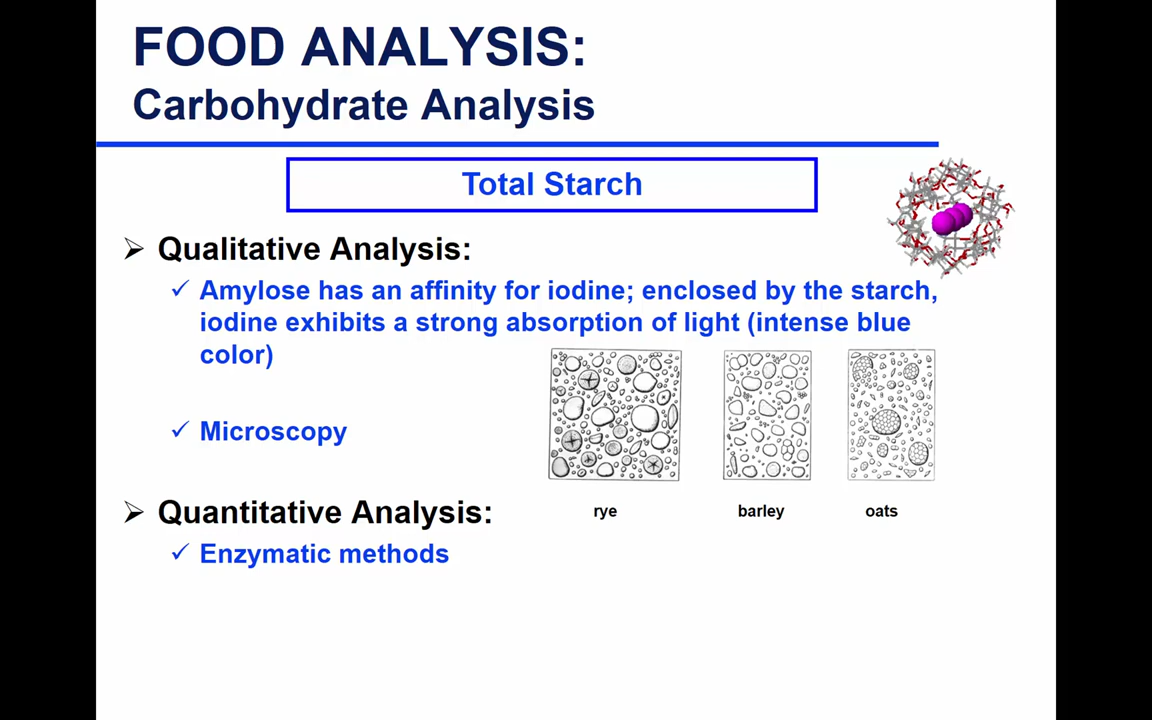 FOOD ANALYSIS:
Carbohydrate Analysis
Total Starch
➢ Qualitative Analysis:
✓ Amylose has an affinity for iodine; enclosed by the starch,
iodine exhibits a strong absorption of light (intense blue
color)
✓ Microscopy
➢ Quantitative Analysis:
rye barley oats
✓ Enzymatic methods